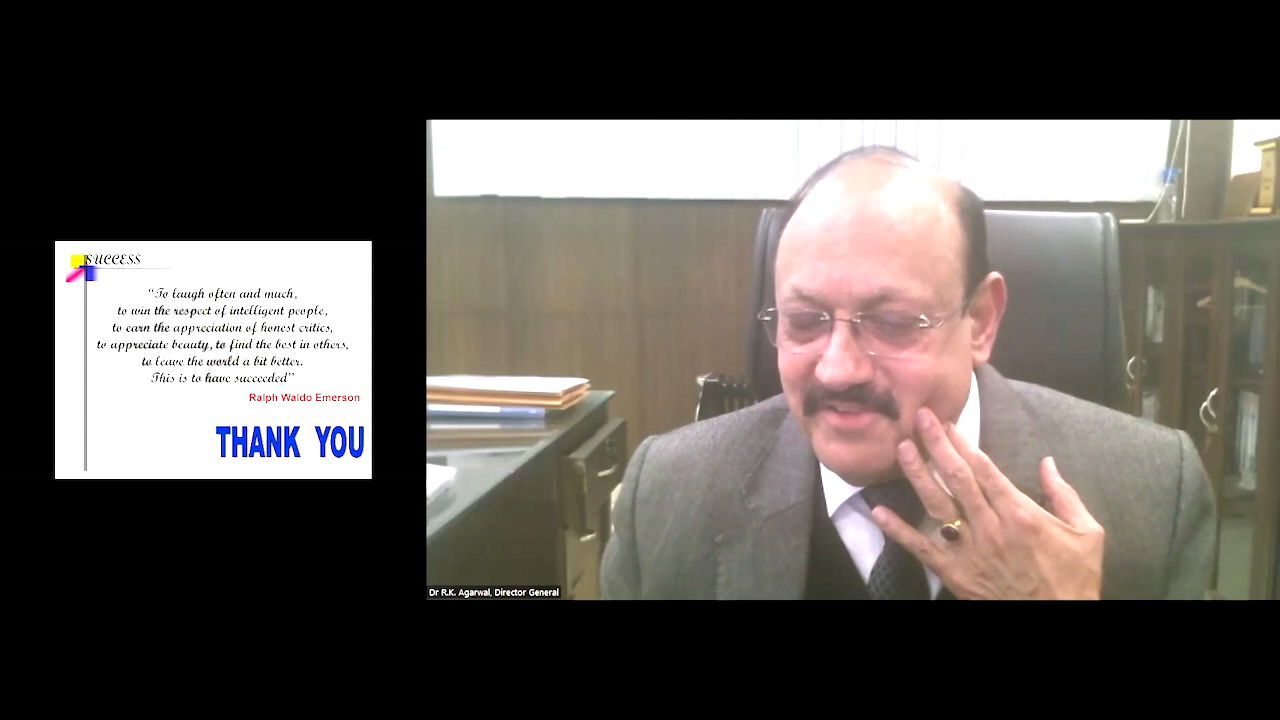 SUCCESS
“To laugh often and much,
to win the respect of intelligent people,
to earn the appreciation of honest critics,
to appreciate beauty, to find the best in others,
to leave the world a bit better.
This is to have succeeded”
Ralph Waldo Emerson
THANK YOU
Dr R.K. Agarwal, Director General